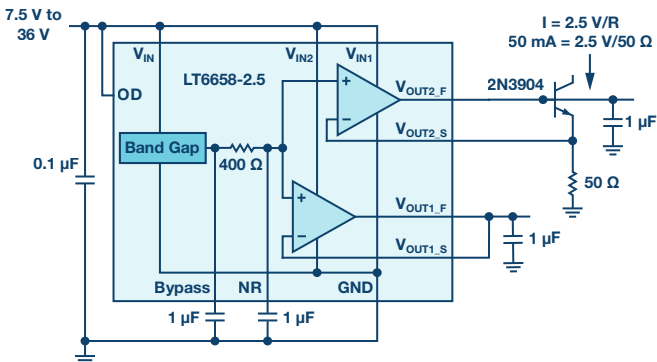 7.5 V to
36 V
I = 2.5 V/R
50 mA = 2.5 V/50 Ω
VIN
VIN2
VIN1
LT6658-2.5
OD
+
–
VOUT2_F
2N3904
VOUT2_S
1 µF
Band Gap
400 Ω
0.1 µF
50 Ω
+
–
VOUT1_F
VOUT1_S
1 µF
Bypass
NR
GND
1 µF
1 µF